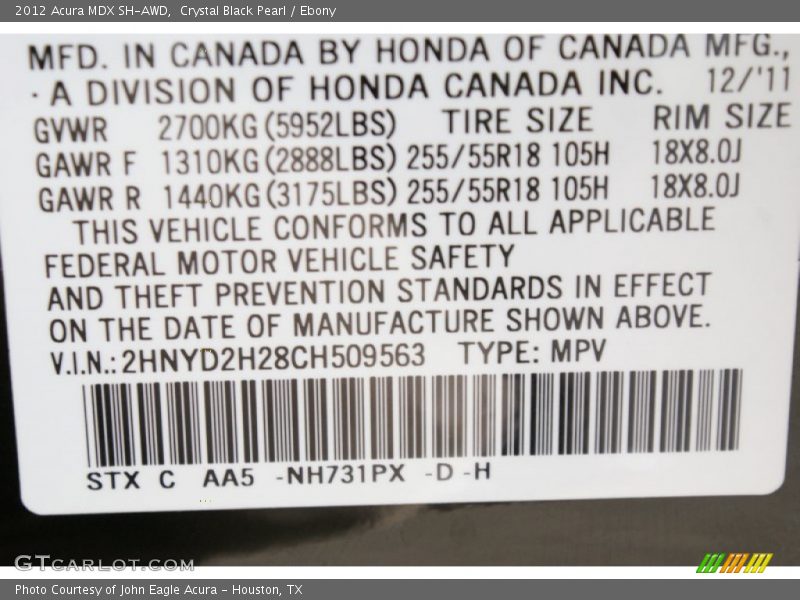 2012 Acura MDX SH-AWD,  Crystal Black Pearl / Ebony
MFD. IN CANADA BY HONDA OF CANADA MFG.,
· A DIVISION OF HONDA CANADA INC. 12/'11
GVWR 2700KG(5952LBS) TIRE SIZE RIM SIZE
GAWR F 1310KG(2888LBS) 255/55R18 105H 18X8.0J
GAWR R 1440KG(3175LBS) 255/55R18 105H 18X8.0J
THIS VEHICLE CONFORMS TO ALL APPLICABLE
FEDERAL MOTOR VEHICLE SAFETY
AND THEFT PREVENTION STANDARDS IN EFFECT
ON THE DATE OF MANUFACTURE SHOWN ABOVE.
V.I.N.: 2HNYD2H28CH509563 TYPE: MPV
STX C AA5 -NH731PX -D -H
GTCARLOT.COM
Photo Courtesy of John Eagle Acura - Houston, TX